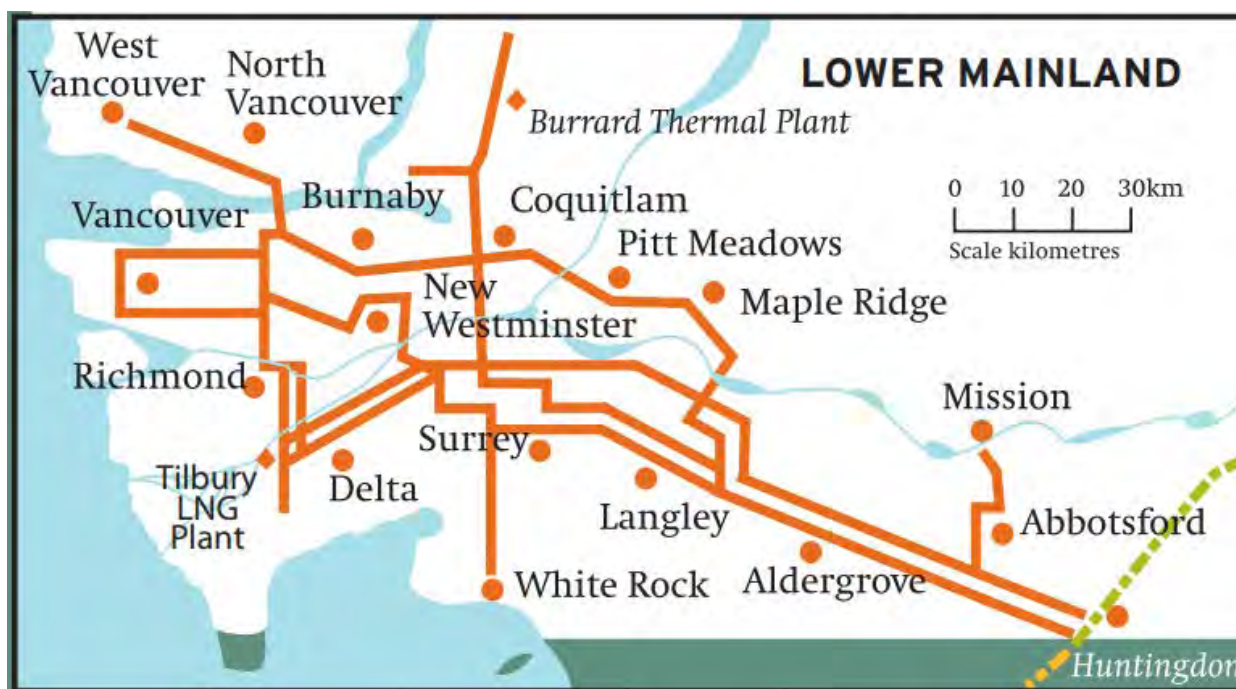 LOWER MAINLAND
West
Vancouver
North
Vancouver
Burrard Thermal Plant
0 10 20 30km
Scale kilometres
Vancouver
Burnaby
Coquitlam
Pitt Meadows
Maple Ridge
New
Westminster
Richmond
Mission
Surrey
Tilbury
LNG
Plant
Delta
Langley
Abbotsford
White Rock
Aldergrove
Huntingdon